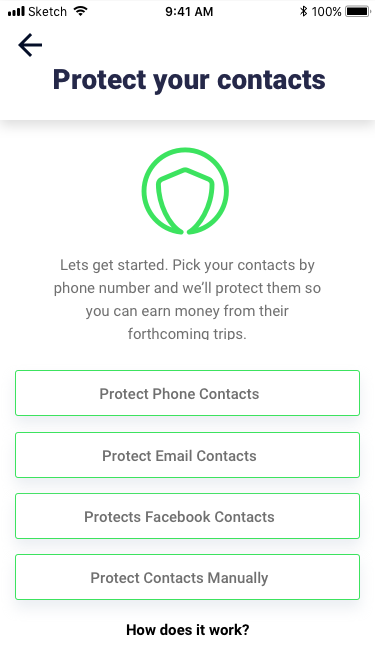 Sketch 9:41 AM 100%
Protect your contacts
Lets get started. Pick your contacts by
phone number and we'll protect them so
you can earn money from their
forthcoming trips.
Protect Phone Contacts
Protect Email Contacts
Protects Facebook Contacts
Protect Contacts Manually
How does it work?